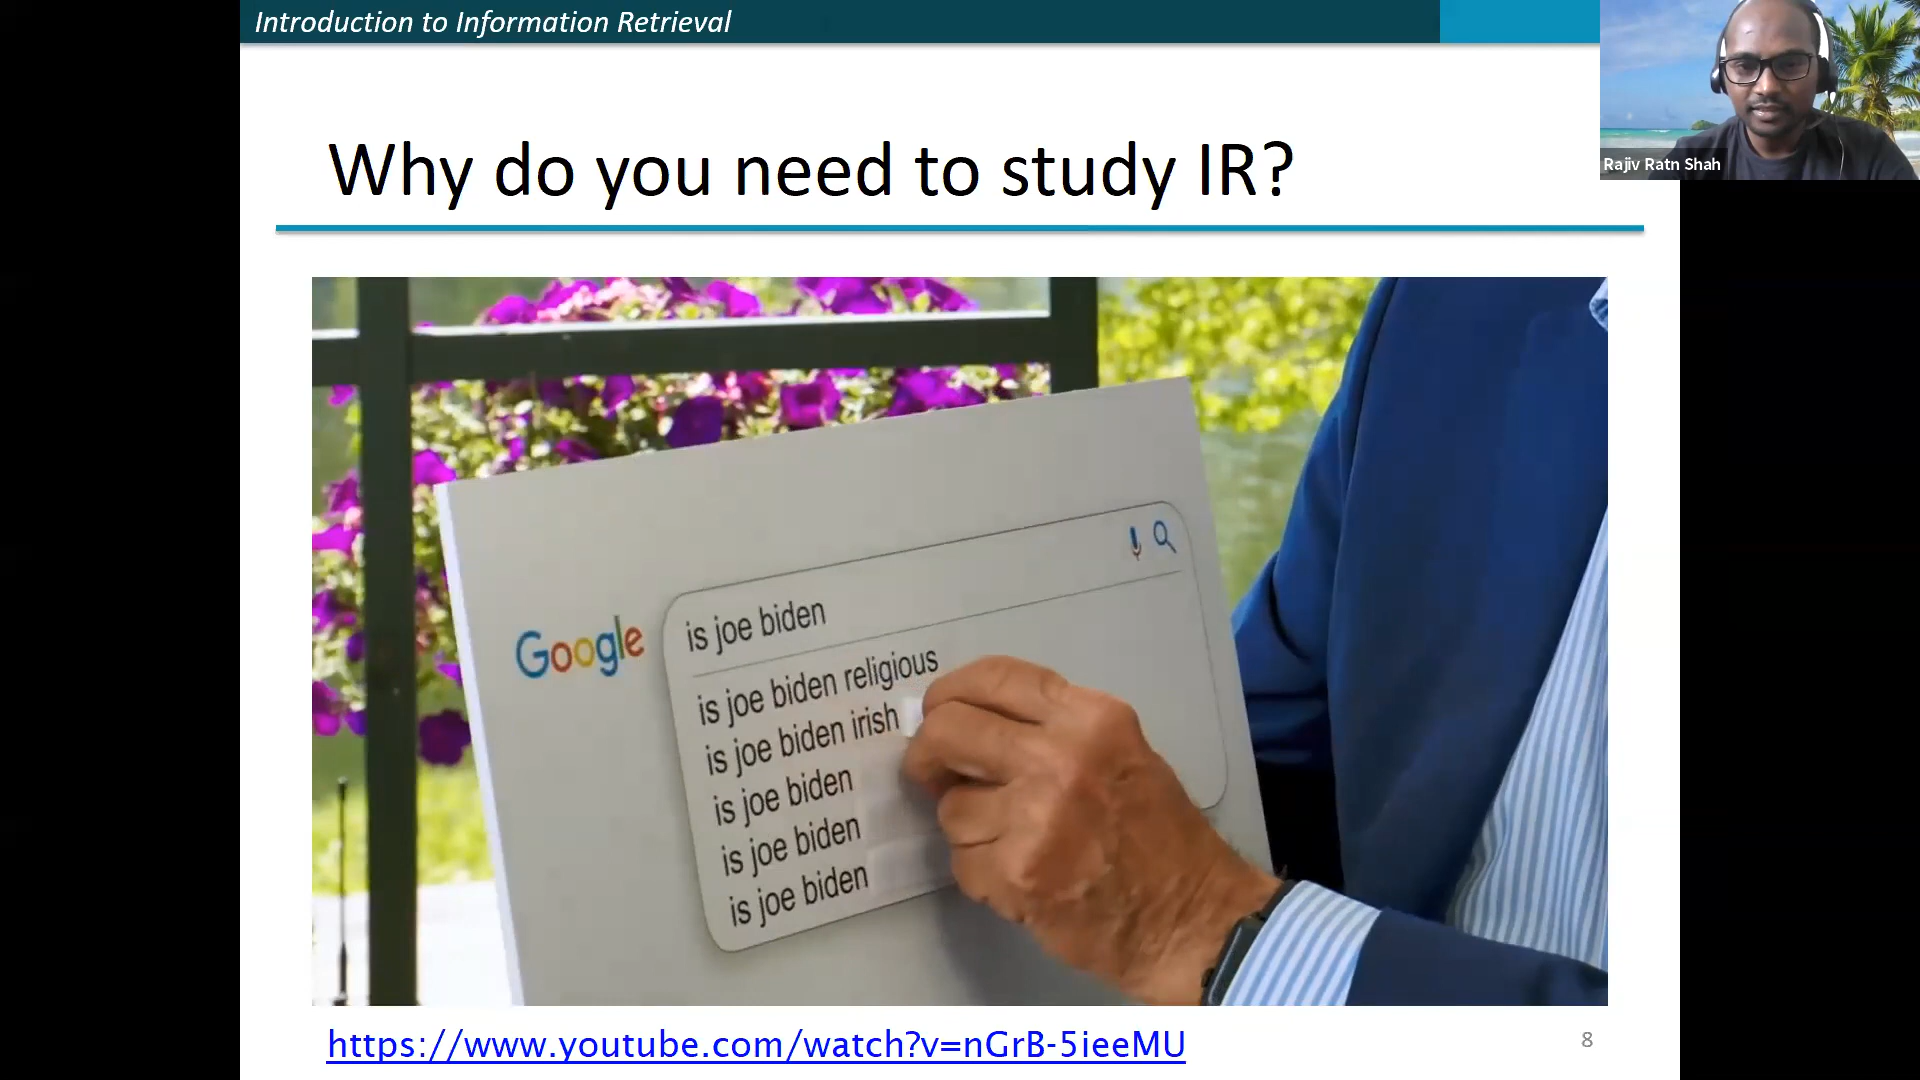 Introduction to Information Retrieval
Rajiv Ratn Shah
Why do you need to study IR?
Google
is joe biden
is joe biden religious
is joe biden irish
is joe biden
is joe biden
is joe biden
https://www.youtube.com/watch?v=nGrB-5ieeMU
8